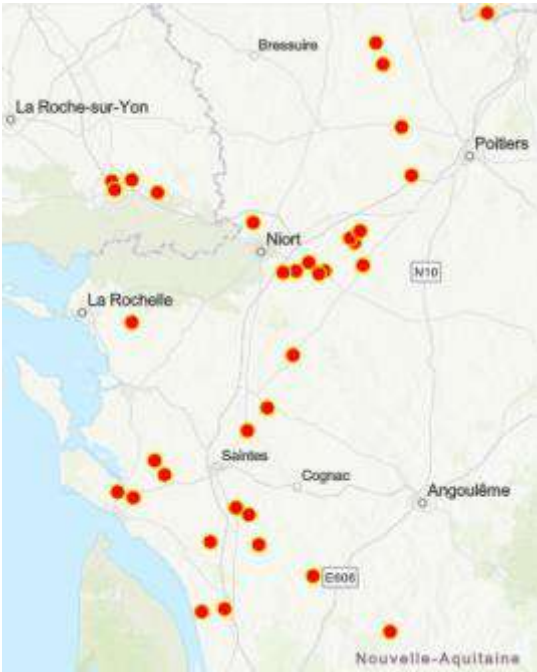 Bressuire
La Roche-sur-Yon
Poitiers
Niort
N10
La Rochelle
Saintes
Cognac
Angoulême
E606
Nouvelle-Aquitaine